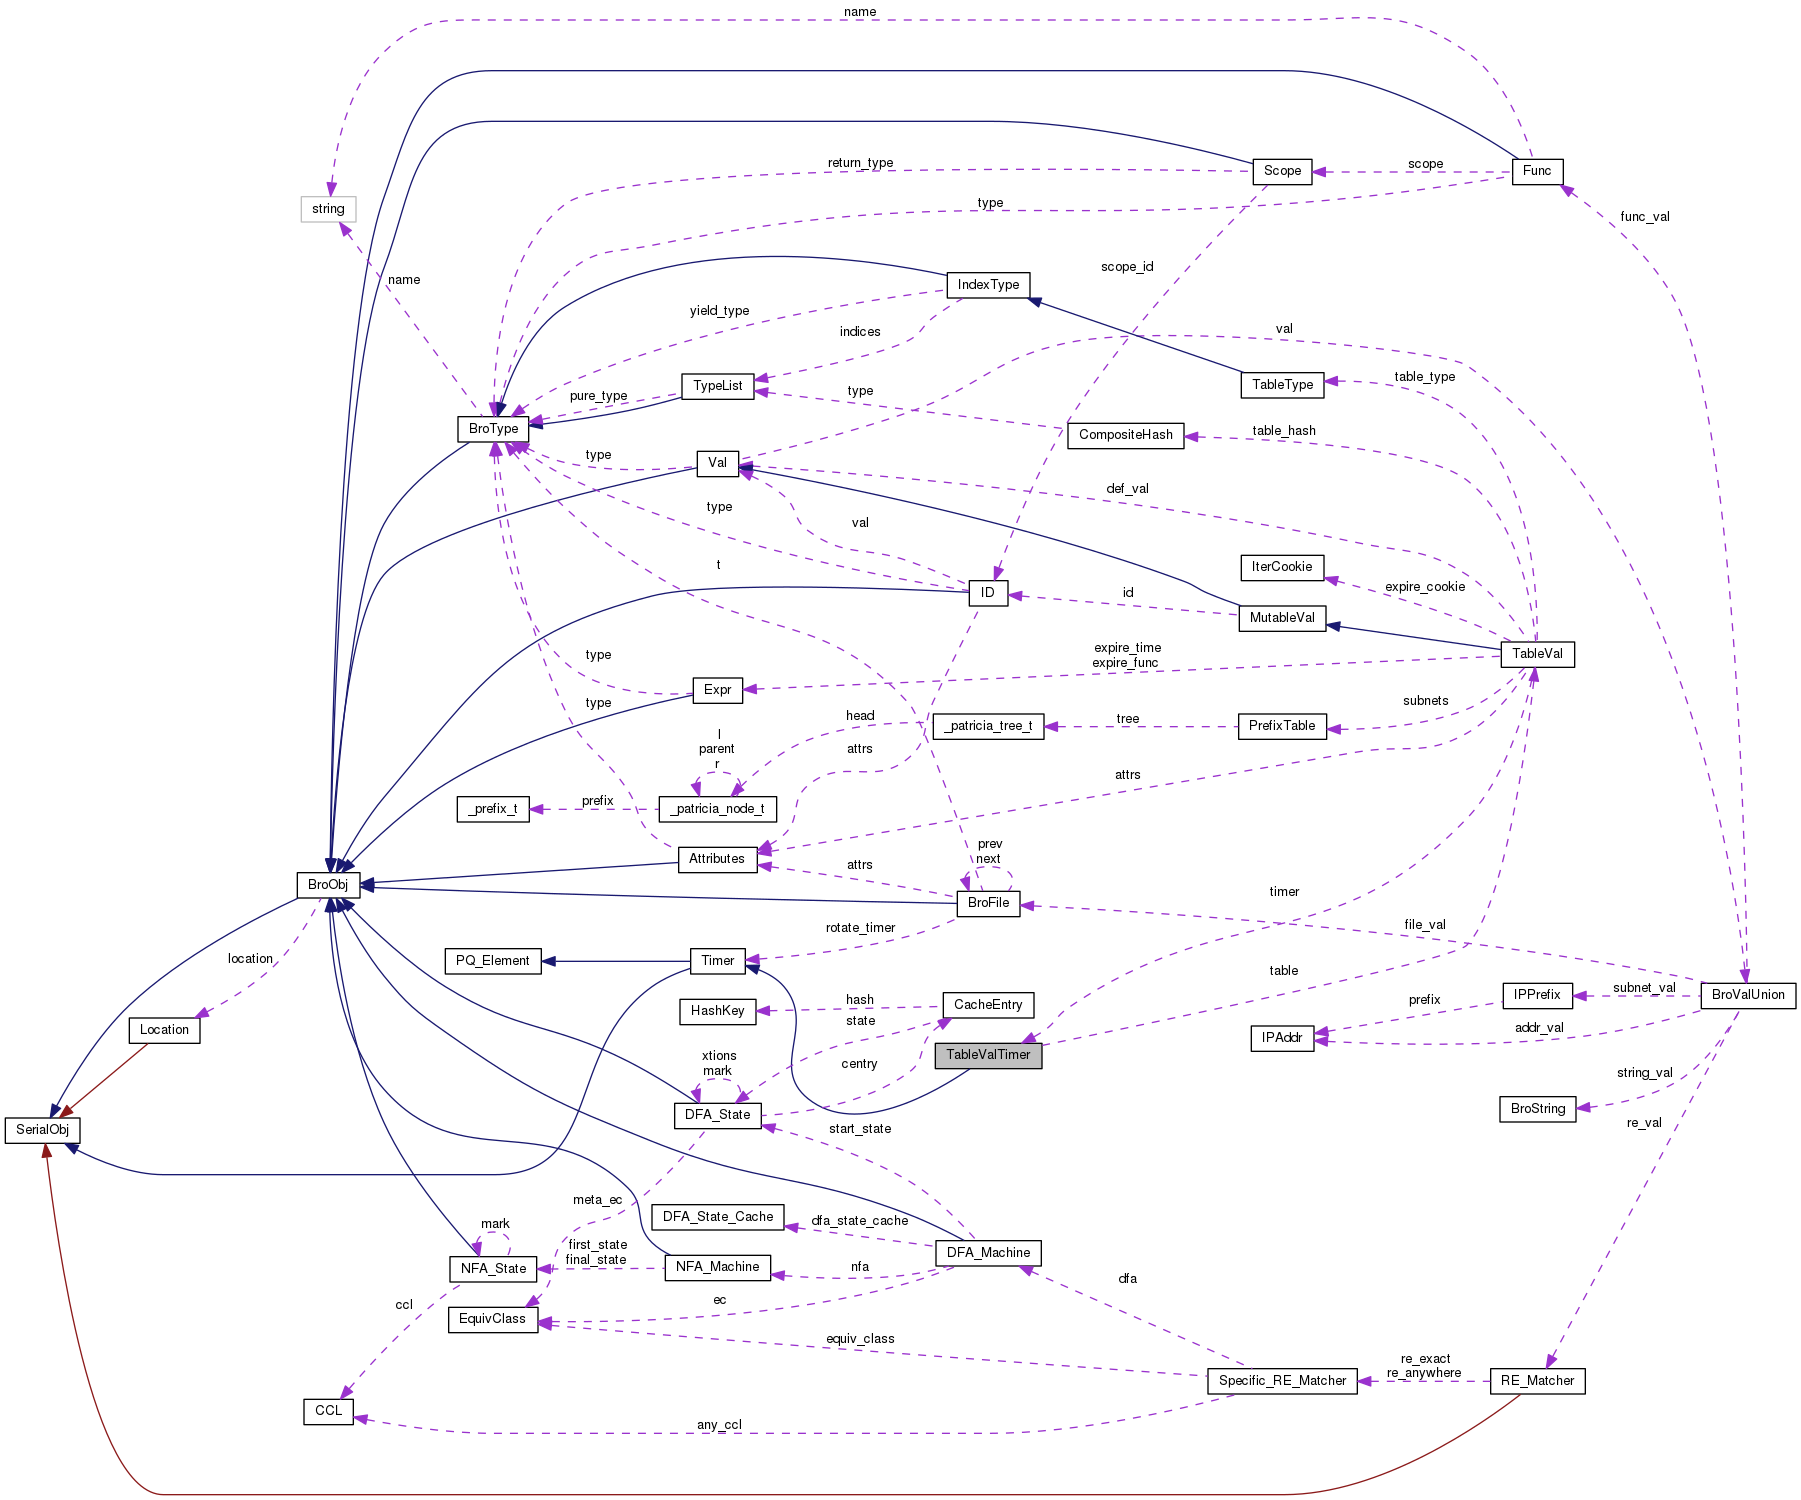 name
return_type
scope
Scope
Func
string
type
func_val
name
scope_id
IndexType
yield_type
indices
val
TypeList
TableType
table_type
pure_type
type
BroType
CompositeHash
table_hash
type
Val
def_val
type
val
t
IterCookie
expire_cookie
ID
id
MutableVal
TableVal
type
expire_time
expire_func
Expr
type
subnets
head
_patricia_tree_t
tree
PrefixTable
l
parent
r
attrs
attrs
_prefix_t
prefix
_patricia_node_t
prev
next
Attributes
attrs
BroObj
BroFile
timer
rotate_timer
file_val
location
PQ_Element
Timer
table
IPPrefix
subnet_val
BroValUnion
hash
CacheEntry
prefix
HashKey
state
Location
IPAddr
addr_val
xtions
mark
centry
TableValTimer
string_val
SerialObj
DFA_State
BroString
start_state
re_val
meta_ec
DFA_State_Cache
dfa_state_cache
mark
first_state
final_state
DFA_Machine
NFA_State
NFA_Machine
nfa
dfa
ccl
ec
EquivClass
equiv_class
re_exact
re_anywhere
Specific_RE_Matcher
RE_Matcher
CCL
any_ccl